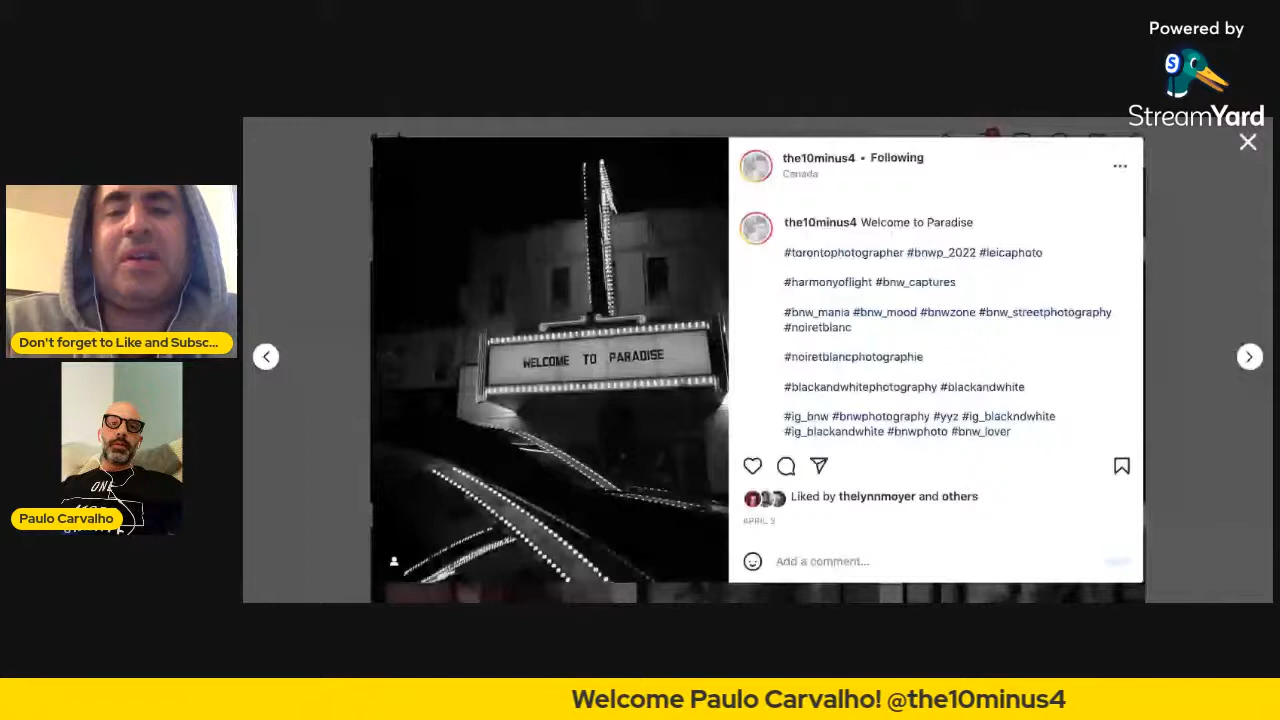 Powered by
StreamYard
the10minus4 • Following
Canada
the10minus4 Welcome to Paradise
#torontophotographer #bnwp_2022 #leicaphoto
#harmonyoflight #bnw_captures
#bnw_mania #bnw_mood #bnwzone #bnw_streetphotography
#noiretblanc
#noiretblancphotographie
#blackandwhitephotography #blackandwhite
#ig_bnw #bnwphotography #yyz #ig_blackndwhite
#ig_blackandwhite #bnwphoto #bnw_lover
Liked by thelynnmoyer and others
Add a comment...
WELCOME TO PARADISE
Don't forget to Like and Subsc...
ONE
Paulo Carvalho
Welcome Paulo Carvalho! @the10minus4